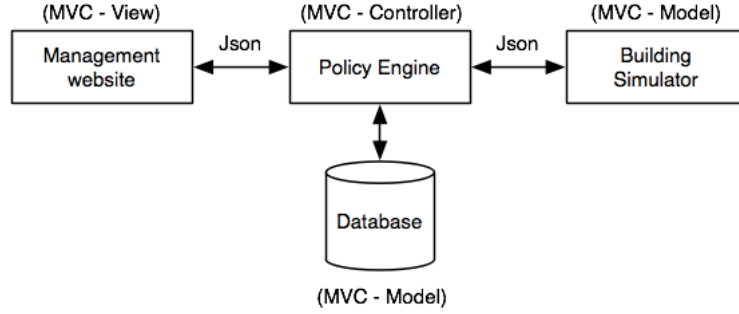 (MVC - View)
(MVC - Controller)
(MVC - Model)
Management
website
Json
Policy Engine
Json
Building
Simulator
Database
(MVC - Model)